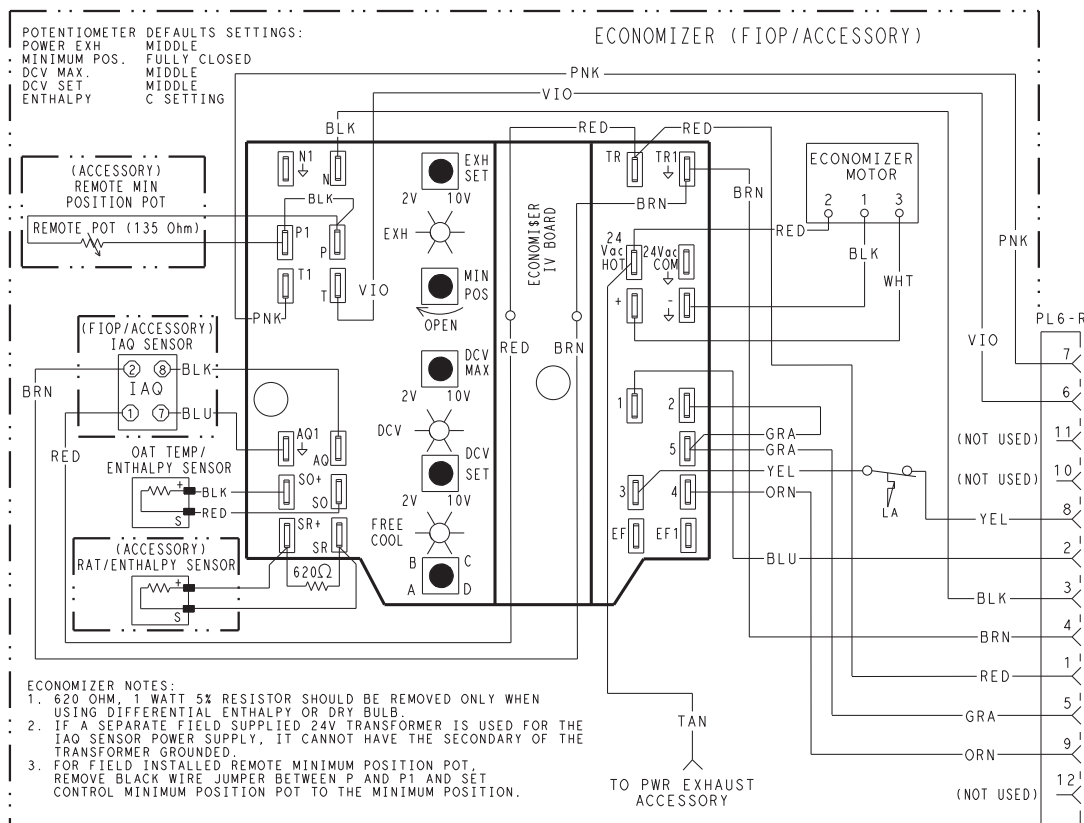 POTENTIOMETER DEFAULTS SETTINGS:
POWER EXH MIDDLE
MINIMUM POS. FULLY CLOSED
DCV MAX. MIDDLE
DCV SET MIDDLE
ENTHALPY C SETTING
ECONOMIZER (FIOP/ACCESSORY)
PNK
VIO
BLK
RED
RED
N1
N
EXH
SET
2V 10V
TR
TR1
BRN
ECONOMIZER
MOTOR
2 1 3
(ACCESSORY)
REMOTE MIN
POSITION POT
REMOTE POT (135 Ohm)
BLK
P1
P
EXH
BRN
RED
BLK
WHT
PNK
24
Vac
HOT
24Vac
COM
T1
T
VIO
PNK
MIN
POS
OPEN
ECONOMI$ER
IV BOARD
+
-
RED
BRN
VIO
PL6-R
(FIOP/ACCESSORY)
IAQ SENSOR
2 8
IAQ
1 7
BLK
BLU
BRN
RED
DCV
MAX
2V 10V
DCV
DCV
SET
2V 10V
AQ1
AQ
1
2
5
GRA
GRA
YEL
ORN
3
4
LA
OAT TEMP/
ENTHALPY SENSOR
+
S
BLK
RED
SO+
SO
SR+
SR
620Ω
FREE
COOL
B C
A D
EF
EF1
BLU
(ACCESSORY)
RAT/ENTHALPY SENSOR
+
S
7
6
(NOT USED) 11
(NOT USED) 10
YEL 8
2
BLK 3
BRN 4
RED 1
GRA 5
ORN 9
(NOT USED) 12
TAN
TO PWR EXHAUST
ACCESSORY
ECONOMIZER NOTES:
1. 620 OHM, 1 WATT 5% RESISTOR SHOULD BE REMOVED ONLY WHEN
USING DIFFERENTIAL ENTHALPY OR DRY BULB.
2. IF A SEPARATE FIELD SUPPLIED 24V TRANSFORMER IS USED FOR THE
IAQ SENSOR POWER SUPPLY, IT CANNOT HAVE THE SECONDARY OF THE
TRANSFORMER GROUNDED.
3. FOR FIELD INSTALLED REMOTE MINIMUM POSITION POT,
REMOVE BLACK WIRE JUMPER BETWEEN P AND P1 AND SET
CONTROL MINIMUM POSITION POT TO THE MINIMUM POSITION.